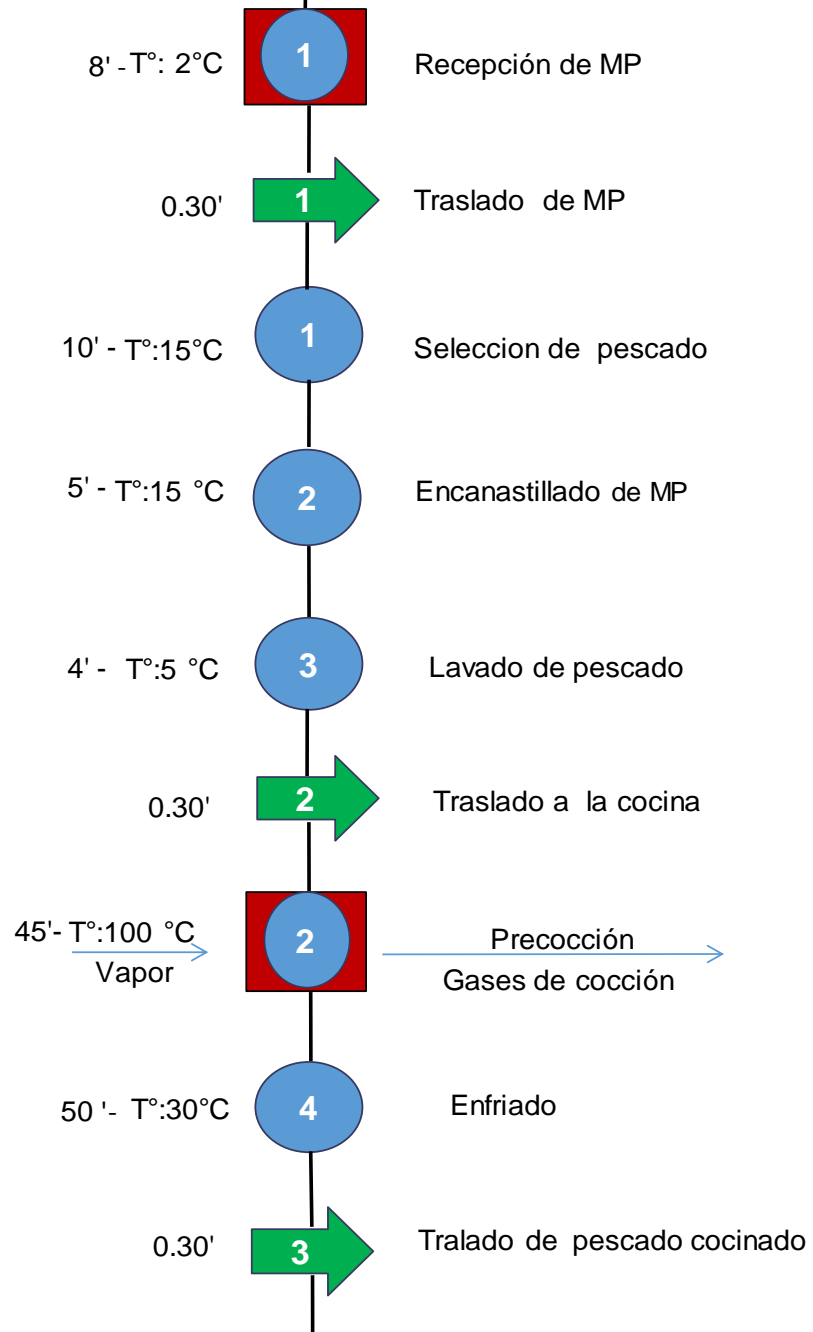 8' - T°: 2°C 1 Recepción de MP
0.30' 1 Traslado de MP
10' - T°:15°C 1 Seleccion de pescado
5' - T°:15 °C 2 Encanastillado de MP
4' - T°:5 °C 3 Lavado de pescado
0.30' 2 Traslado a la cocina
45'- T°:100 °C 2 Precocción
Vapor Gases de cocción
50 '- T°:30°C 4 Enfriado
0.30' 3 Tralado de pescado cocinado